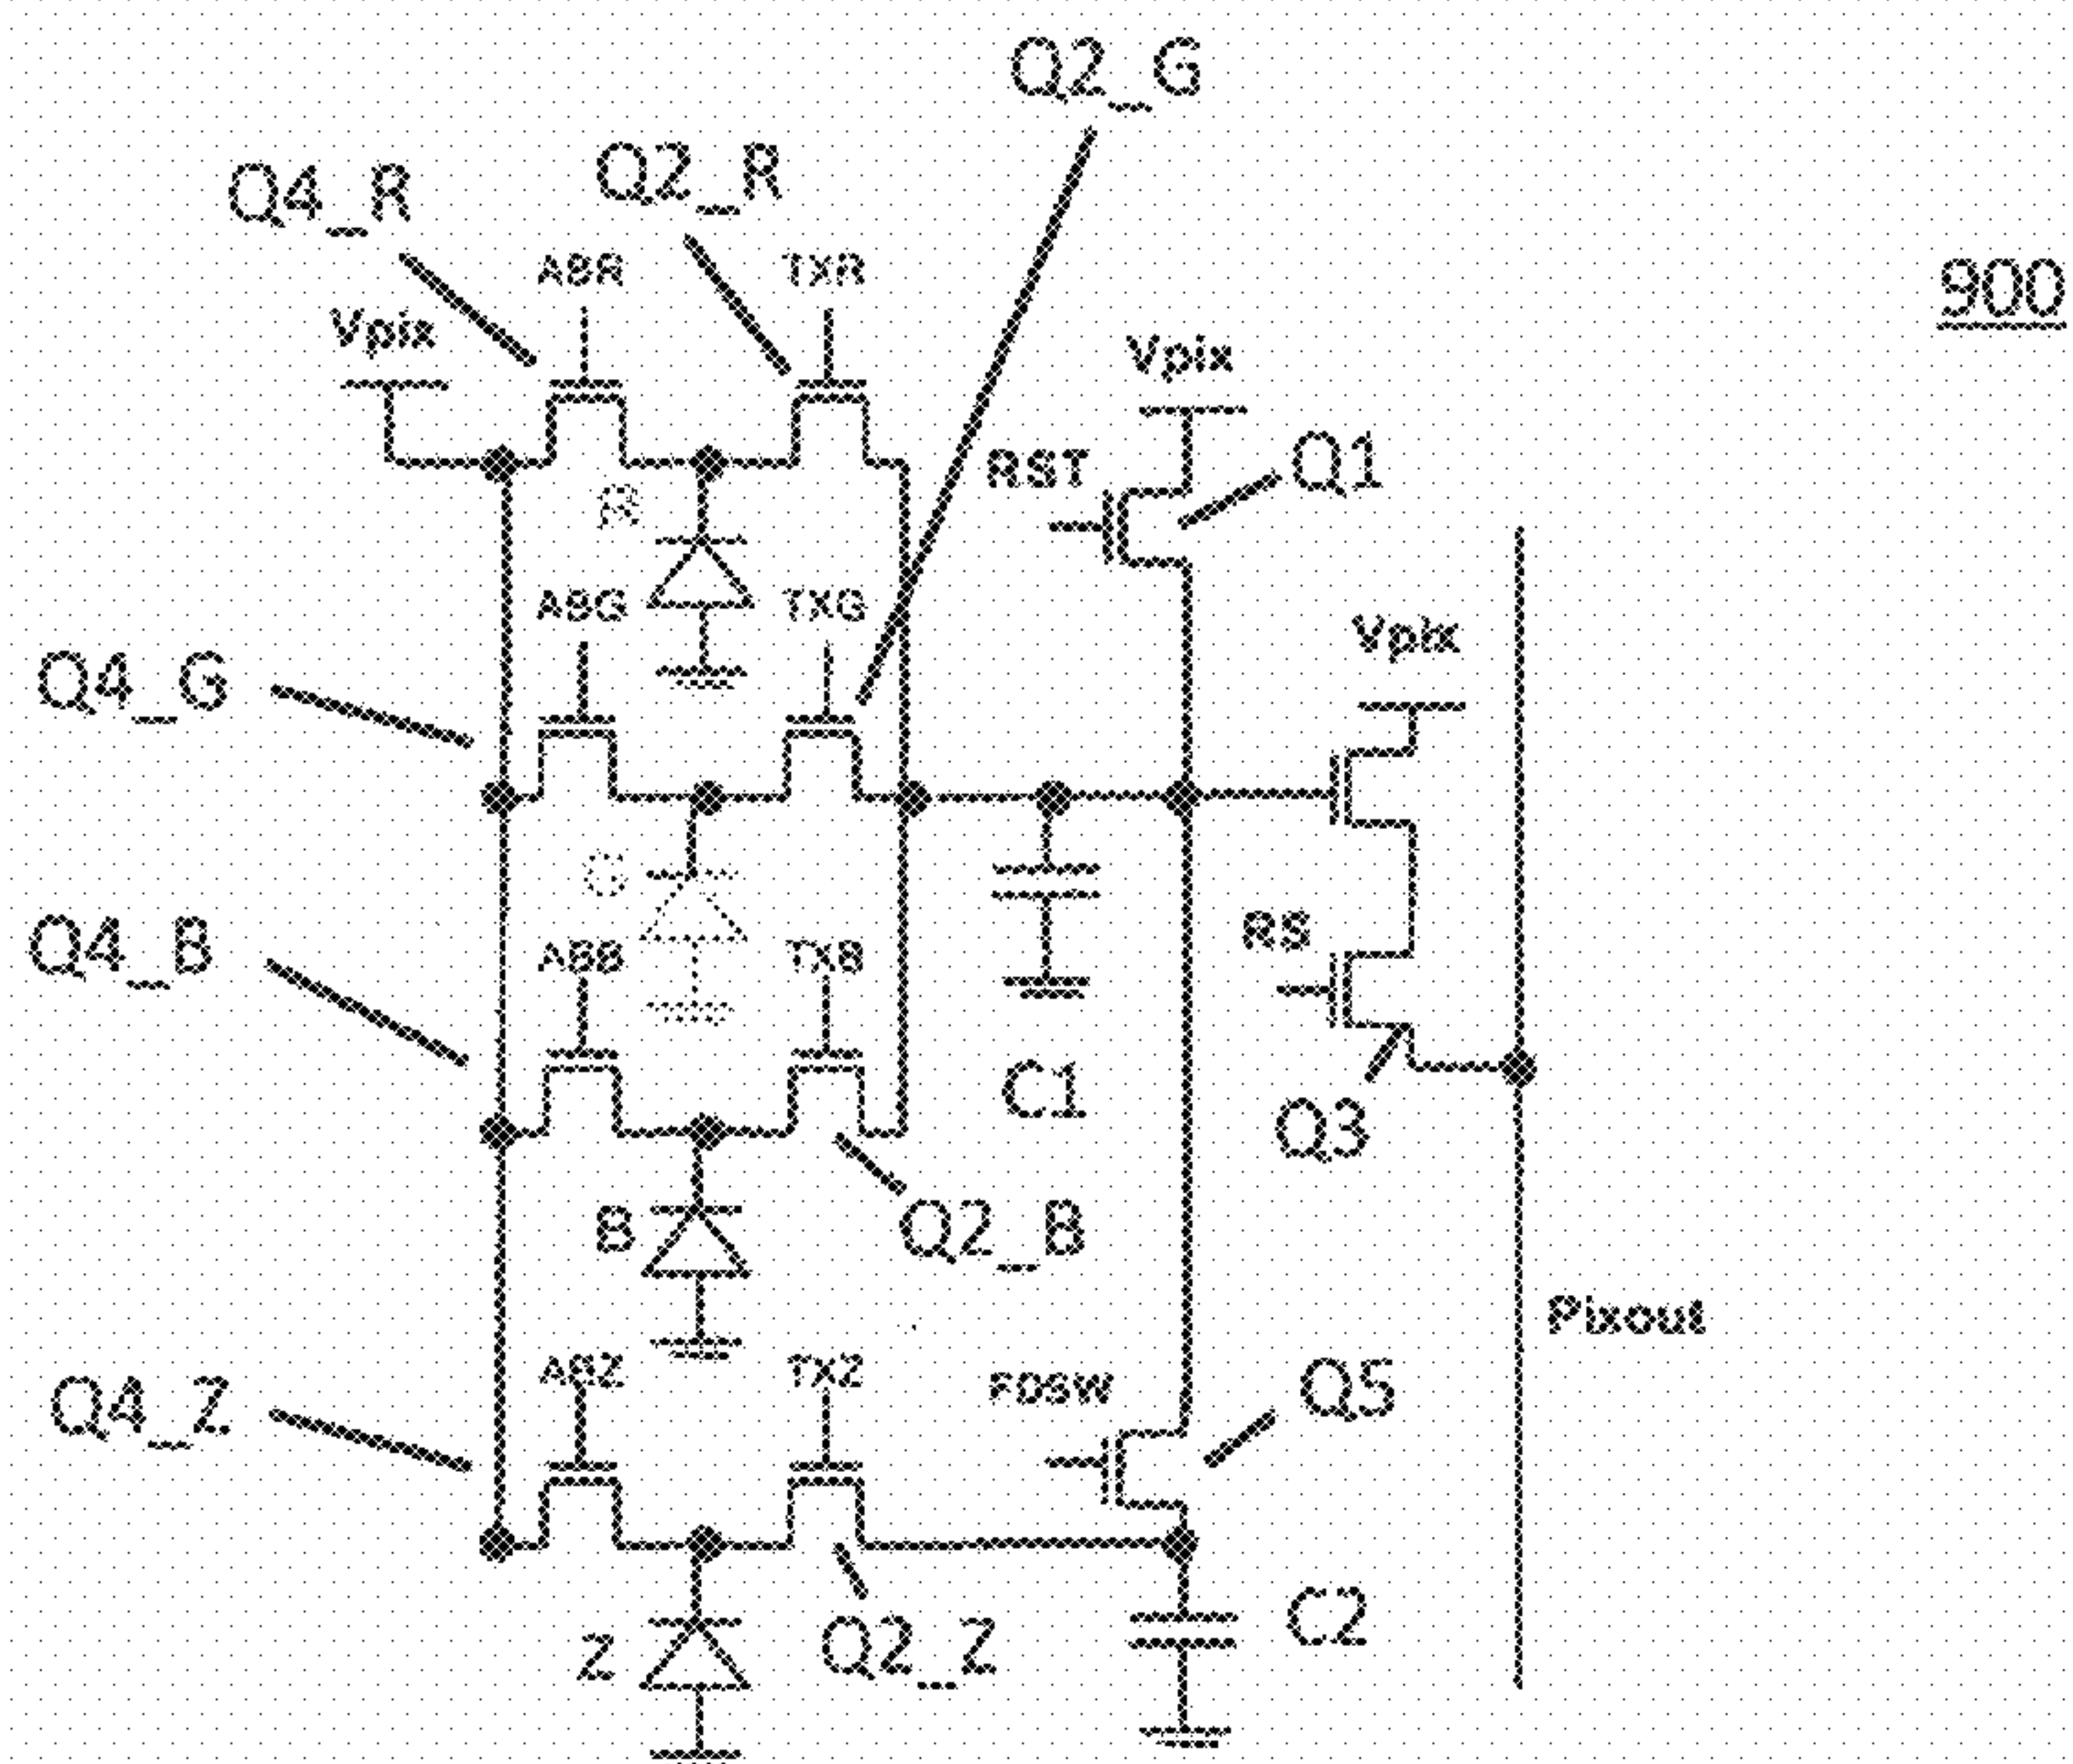 Q2_G
Q2_R
Q4_R
ABR
TXR
900
Vpix
Vpix
Q1
RST
R
ABG
TXG
Vpix
Q4_G
G
RS
Q4_B
ABB
TXB
C1
Q3
B
Q2_B
Pixout
ABZ
TXZ
FDSW
Q5
Q4_Z
C2
Z
Q2_Z